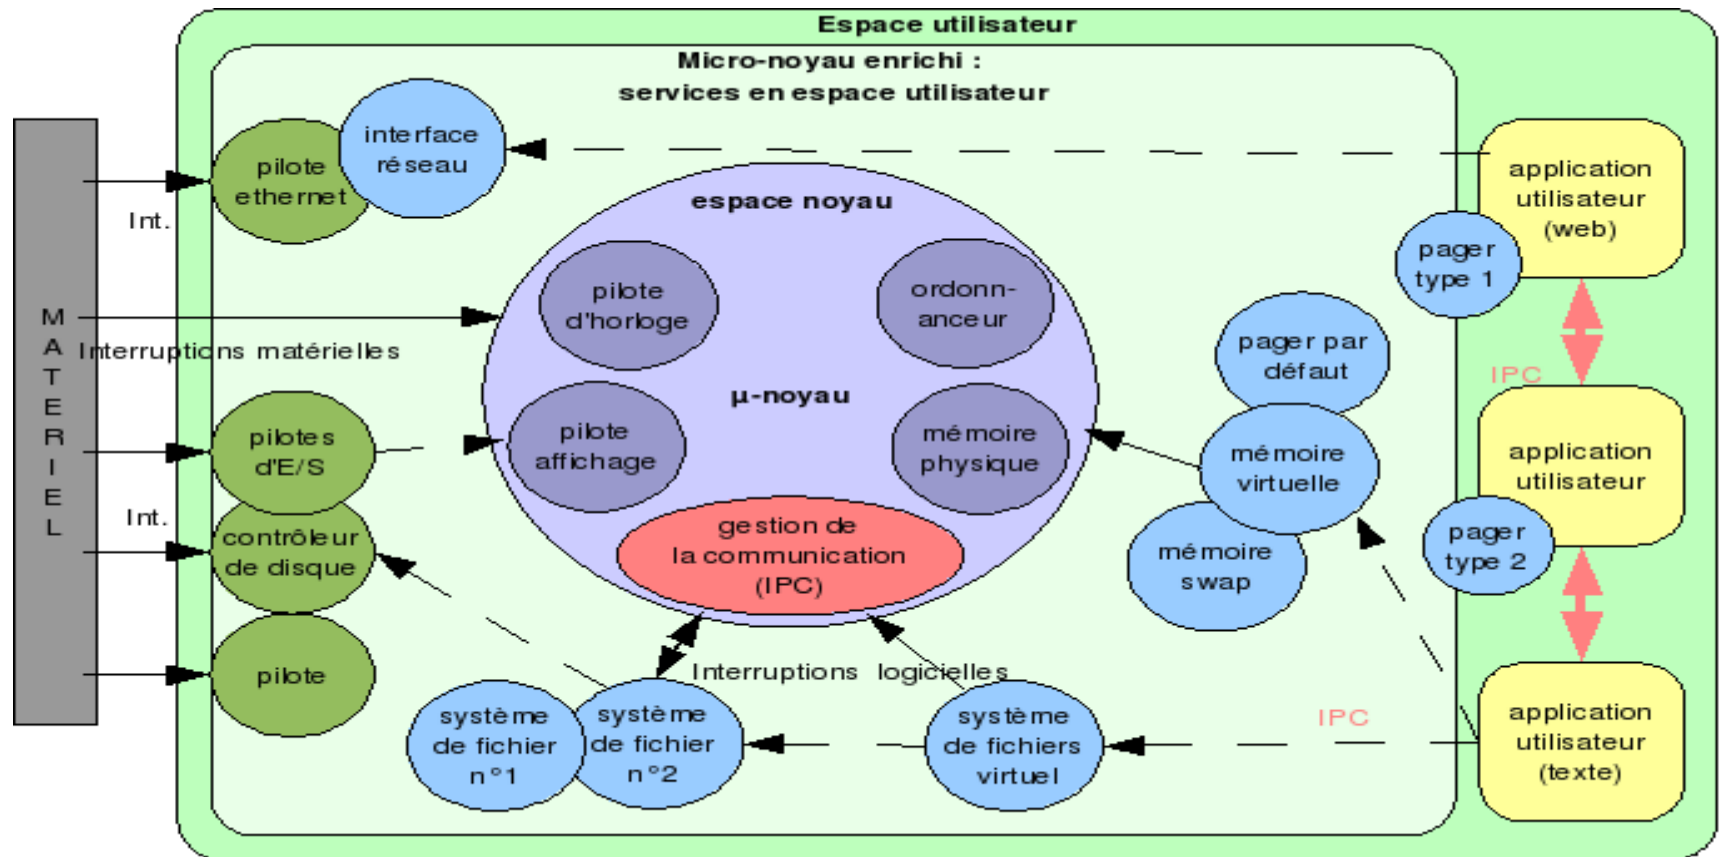 Espace utilisateur
Micro-noyau enrichi :
services en espace utilisateur
interface
réseau
pilote
ethernet
Int.
application
utilisateur
(web)
pager
type 1
espace noyau
pilote
d'horloge
ordonn-
anceur
MATERIEL
Interruptions matérielles
pager par
défaut
IPC
µ-noyau
pilotes
d'E/S
pilote
affichage
mémoire
physique
mémoire
virtuelle
application
utilisateur
Int.
contrôleur
de disque
gestion de
la communication
(IPC)
mémoire
swap
pager
type 2
pilote
Interruptions logicielles
système
de fichier
n°1
système
de fichier
n°2
système
de fichiers
virtuel
IPC
application
utilisateur
(texte)